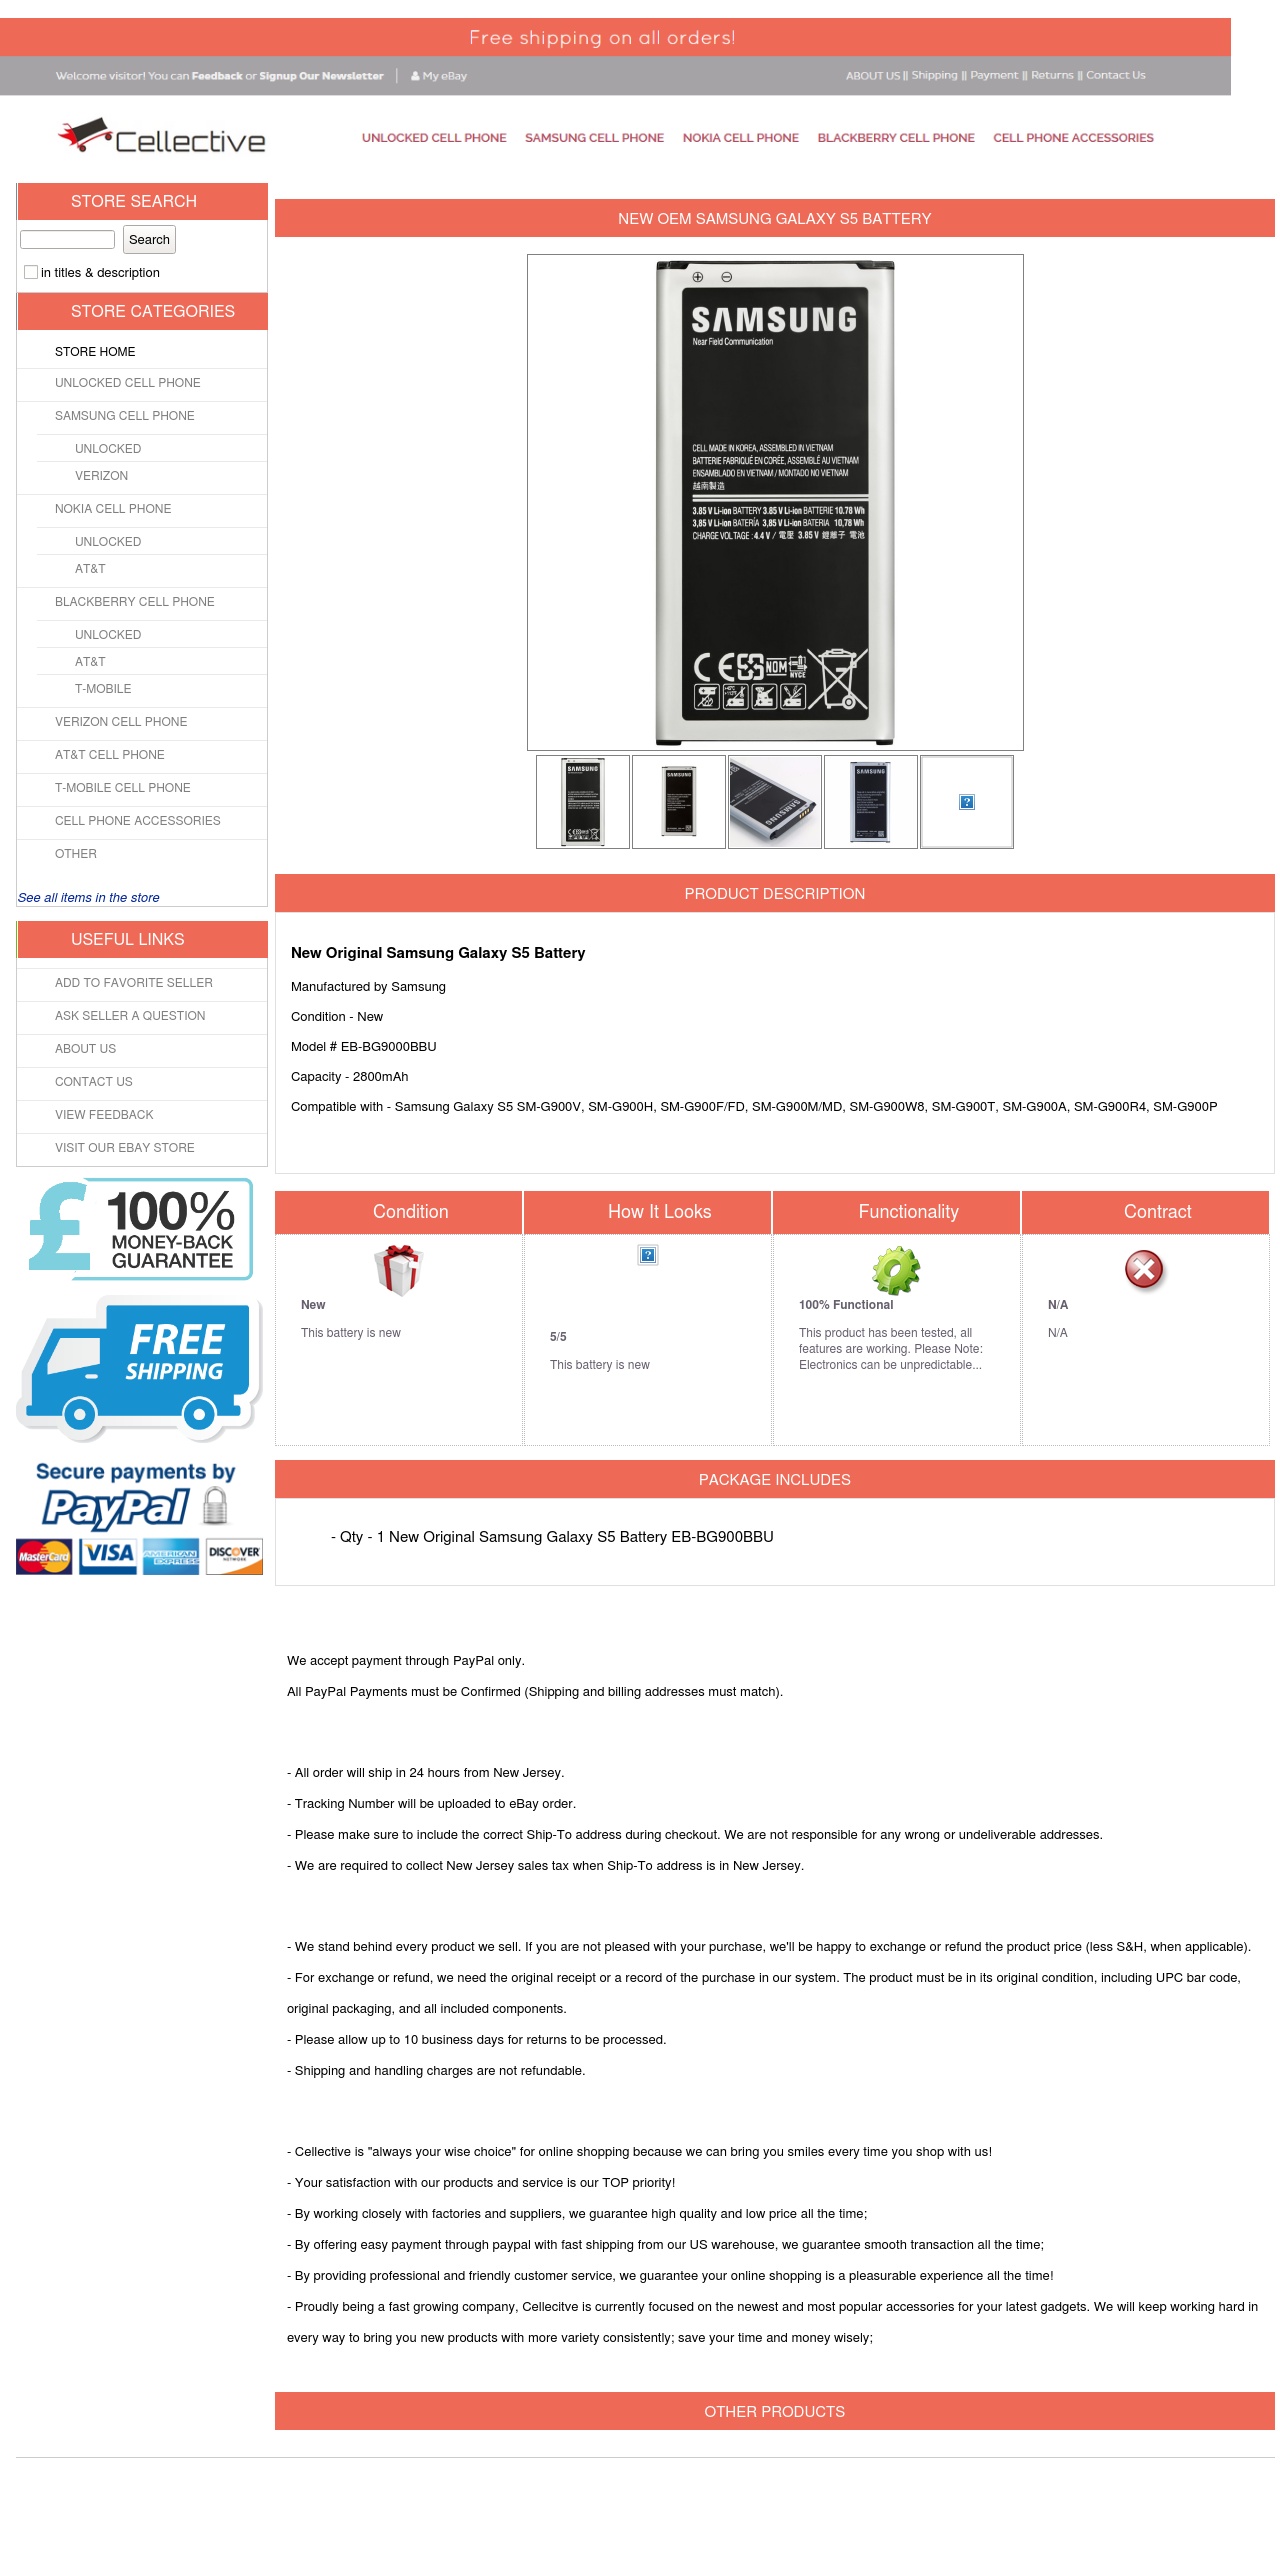 Free shipping on all orders!
Welcome visitor! You can Feedback or Signup Our Newsletter | My eBay
ABOUT US || Shipping || Payment || Returns || Contact Us
Cellective
UNLOCKED CELL PHONE SAMSUNG CELL PHONE NOKIA CELL PHONE BLACKBERRY CELL PHONE CELL PHONE ACCESSORIES
STORE SEARCH
Search
in titles & description
STORE CATEGORIES
STORE HOME
UNLOCKED CELL PHONE
SAMSUNG CELL PHONE
UNLOCKED
VERIZON
NOKIA CELL PHONE
UNLOCKED
AT&T
BLACKBERRY CELL PHONE
UNLOCKED
AT&T
T-MOBILE
VERIZON CELL PHONE
AT&T CELL PHONE
T-MOBILE CELL PHONE
CELL PHONE ACCESSORIES
OTHER
See all items in the store
USEFUL LINKS
ADD TO FAVORITE SELLER
ASK SELLER A QUESTION
ABOUT US
CONTACT US
VIEW FEEDBACK
VISIT OUR EBAY STORE
£ 100%
MONEY-BACK
GUARANTEE
FREE
SHIPPING
Secure payments by
PayPal
MasterCard VISA AMERICAN EXPRESS DISCOVER NETWORK
NEW OEM SAMSUNG GALAXY S5 BATTERY
SAMSUNG
Near Field Communication
CELL MADE IN KOREA, ASSEMBLED IN VIETNAM
BATTERIE FABRIQUÉ EN CORÉE, ASSEMBLÉ AU VIETNAM
ENSAMBLADO EN VIETNAM / MONTADO NO VIETNAM
越南製造
3.85 V Li-ion BATTERY 3.85 V Li-ion BATTERIE 10.78 Wh
3,85 V Li-ion BATERÍA 3,85 V Li-ion BATERIA 10,78 Wh
CHARGE VOLTAGE : 4.4 V / 電壓 3.85 V 鋰離子 電池
CE NOM NYCE
SAMSUNG SAMSUNG SAMSUNG SAMSUNG
PRODUCT DESCRIPTION
New Original Samsung Galaxy S5 Battery
Manufactured by Samsung
Condition - New
Model # EB-BG9000BBU
Capacity - 2800mAh
Compatible with - Samsung Galaxy S5 SM-G900V, SM-G900H, SM-G900F/FD, SM-G900M/MD, SM-G900W8, SM-G900T, SM-G900A, SM-G900R4, SM-G900P
Condition
New
This battery is new
How It Looks
5/5
This battery is new
Functionality
100% Functional
This product has been tested, all
features are working. Please Note:
Electronics can be unpredictable...
Contract
N/A
N/A
PACKAGE INCLUDES
- Qty - 1 New Original Samsung Galaxy S5 Battery EB-BG900BBU
We accept payment through PayPal only.
All PayPal Payments must be Confirmed (Shipping and billing addresses must match).
- All order will ship in 24 hours from New Jersey.
- Tracking Number will be uploaded to eBay order.
- Please make sure to include the correct Ship-To address during checkout. We are not responsible for any wrong or undeliverable addresses.
- We are required to collect New Jersey sales tax when Ship-To address is in New Jersey.
- We stand behind every product we sell. If you are not pleased with your purchase, we'll be happy to exchange or refund the product price (less S&H, when applicable).
- For exchange or refund, we need the original receipt or a record of the purchase in our system. The product must be in its original condition, including UPC bar code,
original packaging, and all included components.
- Please allow up to 10 business days for returns to be processed.
- Shipping and handling charges are not refundable.
- Cellective is "always your wise choice" for online shopping because we can bring you smiles every time you shop with us!
- Your satisfaction with our products and service is our TOP priority!
- By working closely with factories and suppliers, we guarantee high quality and low price all the time;
- By offering easy payment through paypal with fast shipping from our US warehouse, we guarantee smooth transaction all the time;
- By providing professional and friendly customer service, we guarantee your online shopping is a pleasurable experience all the time!
- Proudly being a fast growing company, Cellecitve is currently focused on the newest and most popular accessories for your latest gadgets. We will keep working hard in
every way to bring you new products with more variety consistently; save your time and money wisely;
OTHER PRODUCTS